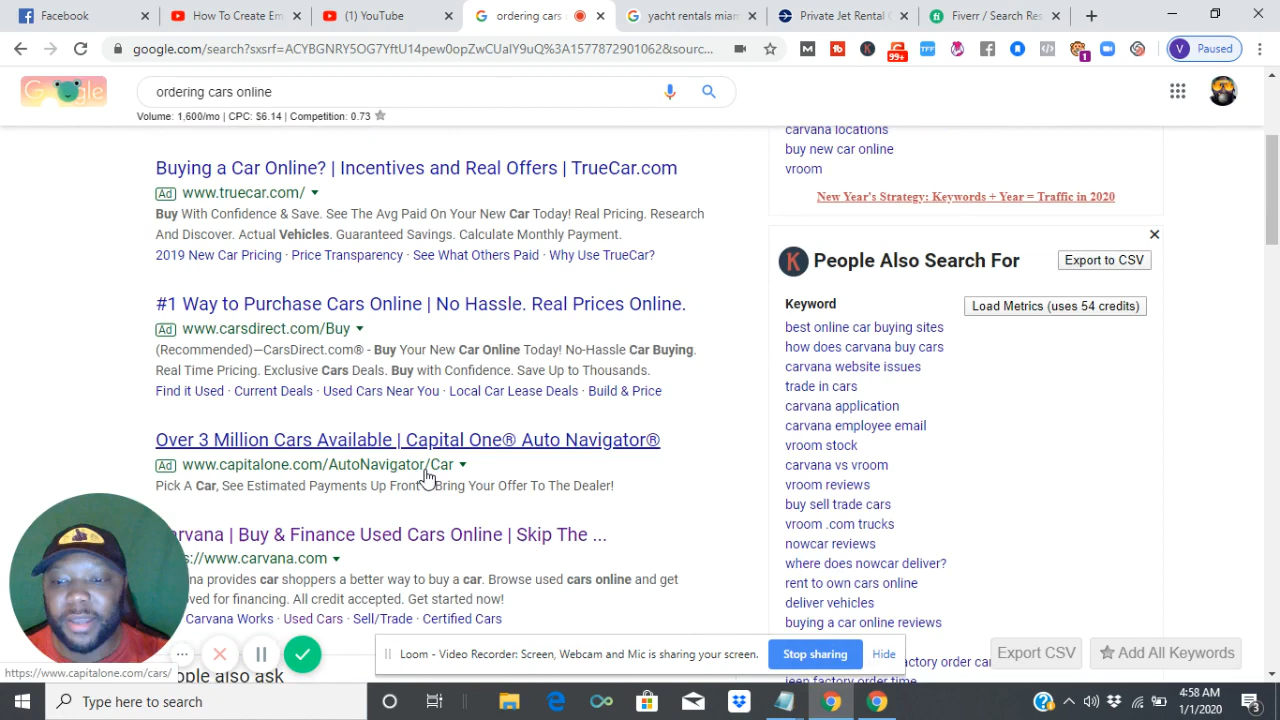 Facebook
How To Create Em
(1) YouTube
ordering cars
yacht rentals miam
Private Jet Rental C
Fiverr / Search Res
google.com/search?sxsrf=ACYBGNRY5OG7YftU14pew0opZwCUalY9uQ%3A1577872901062&sourc...
99+
TFF
1
V Paused
ordering cars online
Volume: 1,600/mo | CPC: $6.14 | Competition: 0.73
Buying a Car Online? | Incentives and Real Offers | TrueCar.com
Ad www.truecar.com/
Buy With Confidence & Save. See The Avg Paid On Your New Car Today! Real Pricing. Research
And Discover. Actual Vehicles. Guaranteed Savings. Calculate Monthly Payment.
2019 New Car Pricing · Price Transparency · See What Others Paid · Why Use TrueCar?
#1 Way to Purchase Cars Online | No Hassle. Real Prices Online.
Ad www.carsdirect.com/Buy
(Recommended)—CarsDirect.com® - Buy Your New Car Online Today! No-Hassle Car Buying.
Real Time Pricing. Exclusive Cars Deals. Buy with Confidence. Save Up to Thousands.
Find it Used · Current Deals · Used Cars Near You · Local Car Lease Deals · Build & Price
Over 3 Million Cars Available | Capital One® Auto Navigator®
Ad www.capitalone.com/AutoNavigator/Car
Pick A Car, See Estimated Payments Up Front, Bring Your Offer To The Dealer!
arvana | Buy & Finance Used Cars Online | Skip The ...
s://www.carvana.com
na provides car shoppers a better way to buy a car. Browse used cars online and get
oved for financing. All credit accepted. Get started now!
Carvana Works · Used Cars · Sell/Trade · Certified Cars
eople also ask
carvana locations
buy new car online
vroom
New Year's Strategy: Keywords + Year = Traffic in 2020
K People Also Search For
Export to CSV
Keyword
Load Metrics (uses 54 credits)
best online car buying sites
how does carvana buy cars
carvana website issues
trade in cars
carvana application
carvana employee email
vroom stock
carvana vs vroom
vroom reviews
buy sell trade cars
vroom .com trucks
nowcar reviews
where does nowcar deliver?
rent to own cars online
deliver vehicles
buying a car online reviews
factory order car
jeep factory order time
Export CSV
Add All Keywords
Loom - Video Recorder: Screen, Webcam and Mic is sharing your screen.
Stop sharing
Hide
https://www.capitalone.com/cars/
Type here to search
4:58 AM
1/1/2020
3